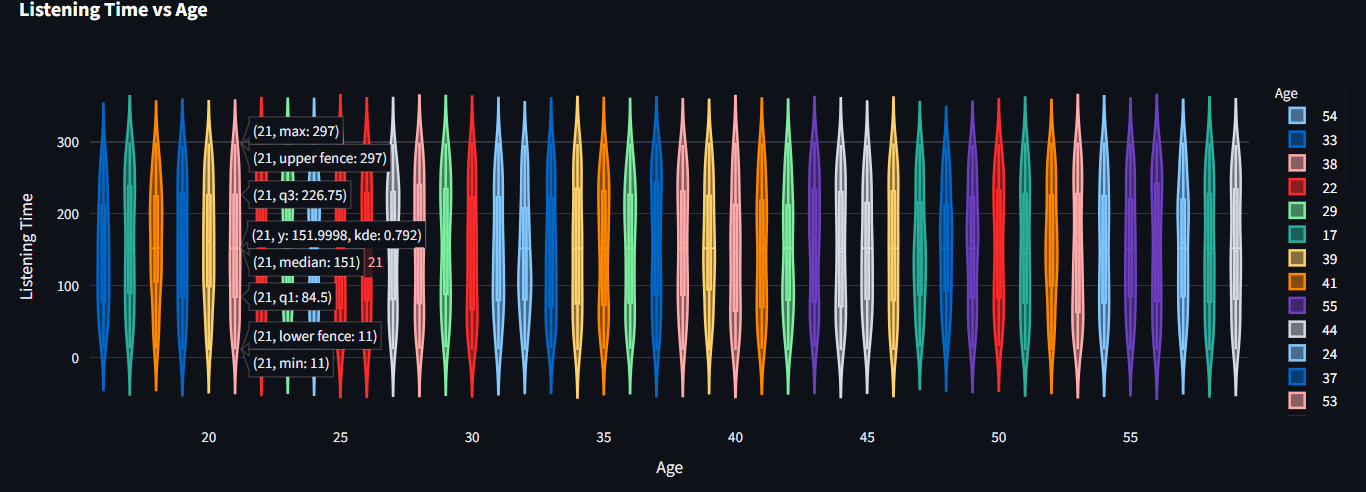 Listening Time vs Age
Listening Time
300
200
100
0
(21, max: 297)
(21, upper fence: 297)
(21, q3: 226.75)
(21, y: 151.9998, kde: 0.792)
(21, median: 151) 21
(21, q1: 84.5)
(21, lower fence: 11)
(21, min: 11)
20 25 30 35 40 45 50 55
Age
Age
54
33
38
22
29
17
39
41
55
44
24
37
53